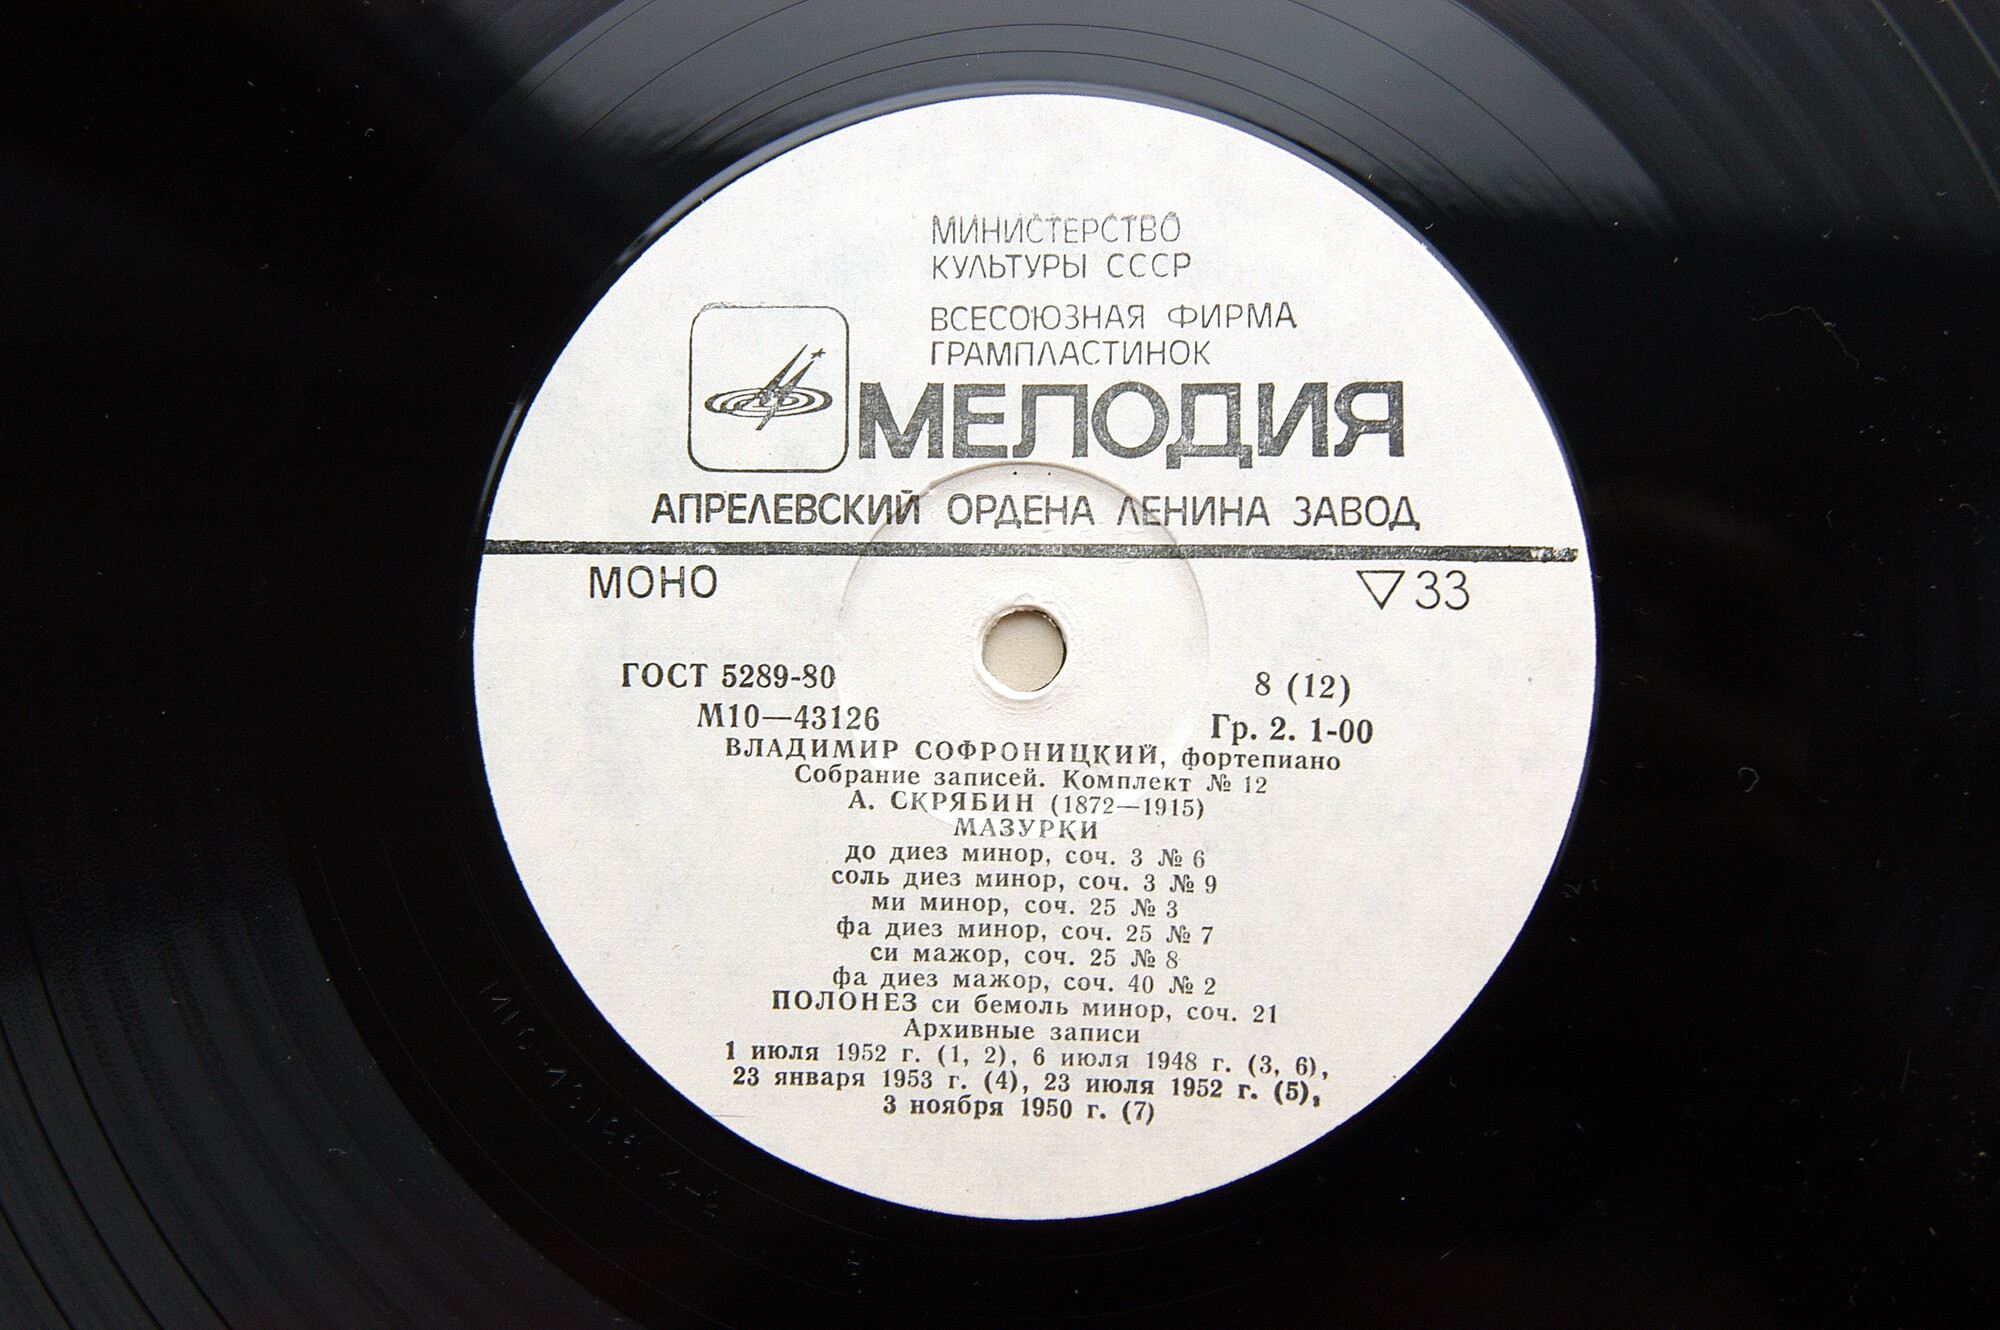 МИНИСТЕРСТВО
КУЛЬТУРЫ СССР
ВСЕСОЮЗНАЯ ФИРМА
ГРАМПЛАСТИНОК
МЕЛОДИЯ
АПРЕЛЕВСКИЙ ОРДЕНА ЛЕНИНА ЗАВОД
МОНО ▽33
ГОСТ 5289-80 8 (12)
М10—43126 Гр. 2. 1-00
ВЛАДИМИР СОФРОНИЦКИЙ, фортепиано
Собрание записей. Комплект № 12
А. СКРЯБИН (1872—1915)
МАЗУРКИ
до диез минор, соч. 3 № 6
соль диез минор, соч. 3 № 9
ми минор, соч. 25 № 3
фа диез минор, соч. 25 № 7
си мажор, соч. 25 № 8
фа диез мажор, соч. 40 № 2
ПОЛОНЕЗ си бемоль минор, соч. 21
Архивные записи
1 июля 1952 г. (1, 2), 6 июля 1948 г. (3, 6),
23 января 1953 г. (4), 23 июля 1952 г. (5),
3 ноября 1950 г. (7)